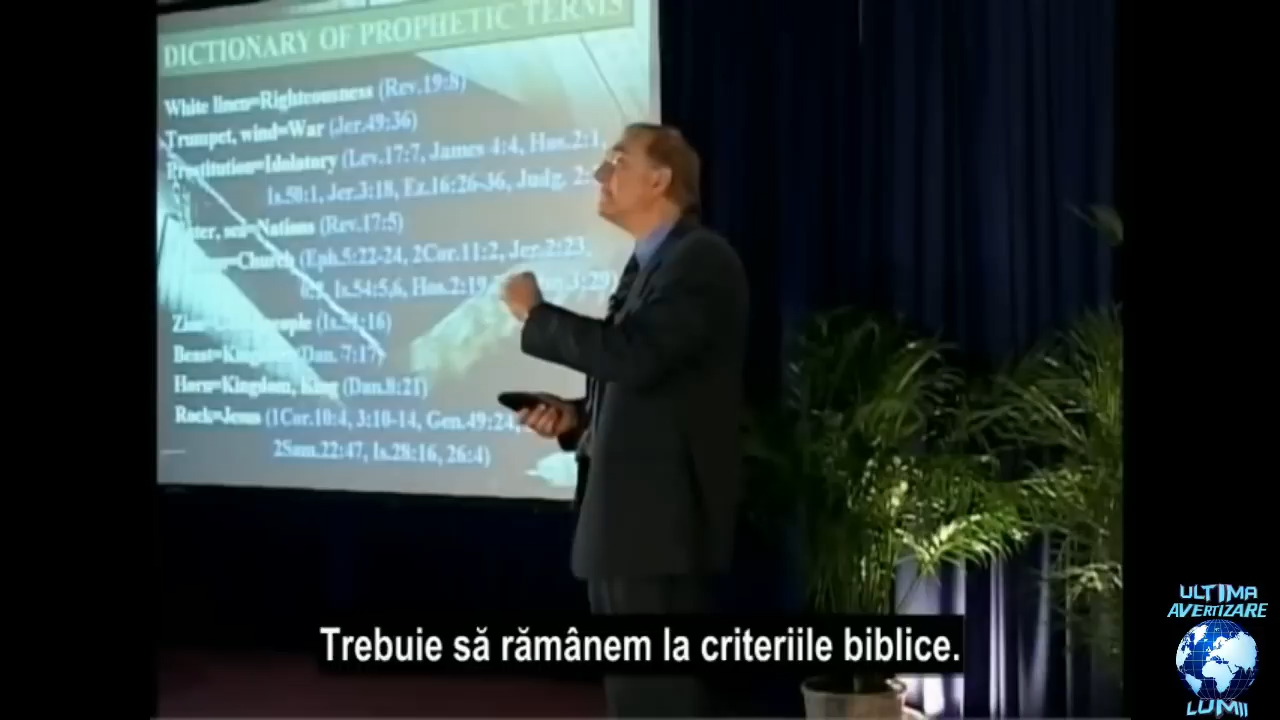 DICTIONARY OF PROPHETIC TERMS
White linen=Righteousness (Rev.19:8)
Trumpet, wind=War (Jer.49:36)
Prostitution=Idolatory (Lev.17:7, James 4:4, Hos.2:1,
Is.50:1, Jer.3:18, Ez.16:26-36, Judg. 2:
sea=Nations (Rev.17:5)
=Church (Eph.5:22-24, 2Cor.11:2, Jer.2:23,
Is.54:5,6, Hos.2:19
Beast=Kingdom (Dan. 7:17)
Horn=Kingdom, King (Dan.8:21)
Rock=Jesus (1Cor.10:4, 3:10-14, Gen.49:24,
2Sam.22:47, Is.28:16, 26:4)
Trebuie să rămânem la criteriile biblice.
ULTIMA
AVERTIZARE
LUMII